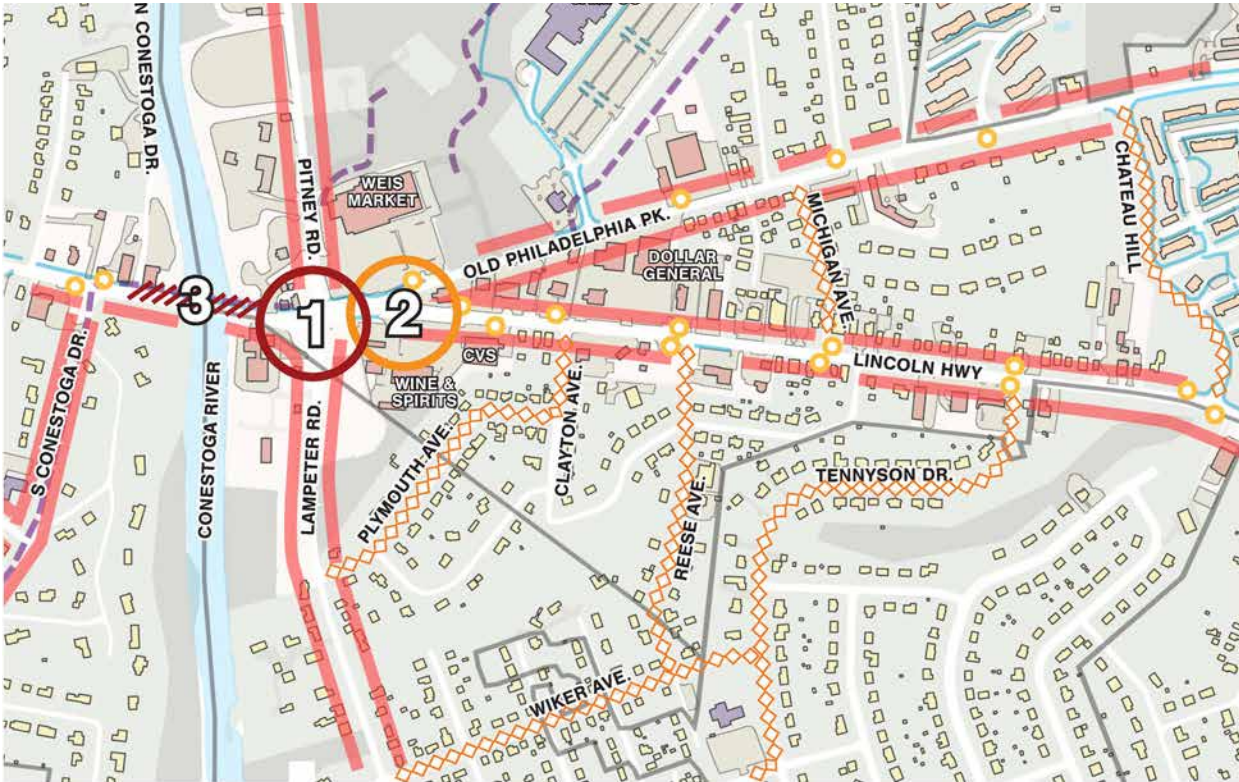 N CONESTOGA DR.
PITNEY RD.
WEIS
MARKET
OLD PHILADELPHIA PK.
DOLLAR
GENERAL
MICHIGAN AVE.
CHATEAU HILL
3
1
2
LINCOLN HWY
CVS
WINE &
SPIRITS
S CONESTOGA DR.
CONESTOGA RIVER
LAMPETER RD.
PLYMOUTH AVE.
CLAYTON AVE.
REESE AVE.
TENNYSON DR.
WIKER AVE.